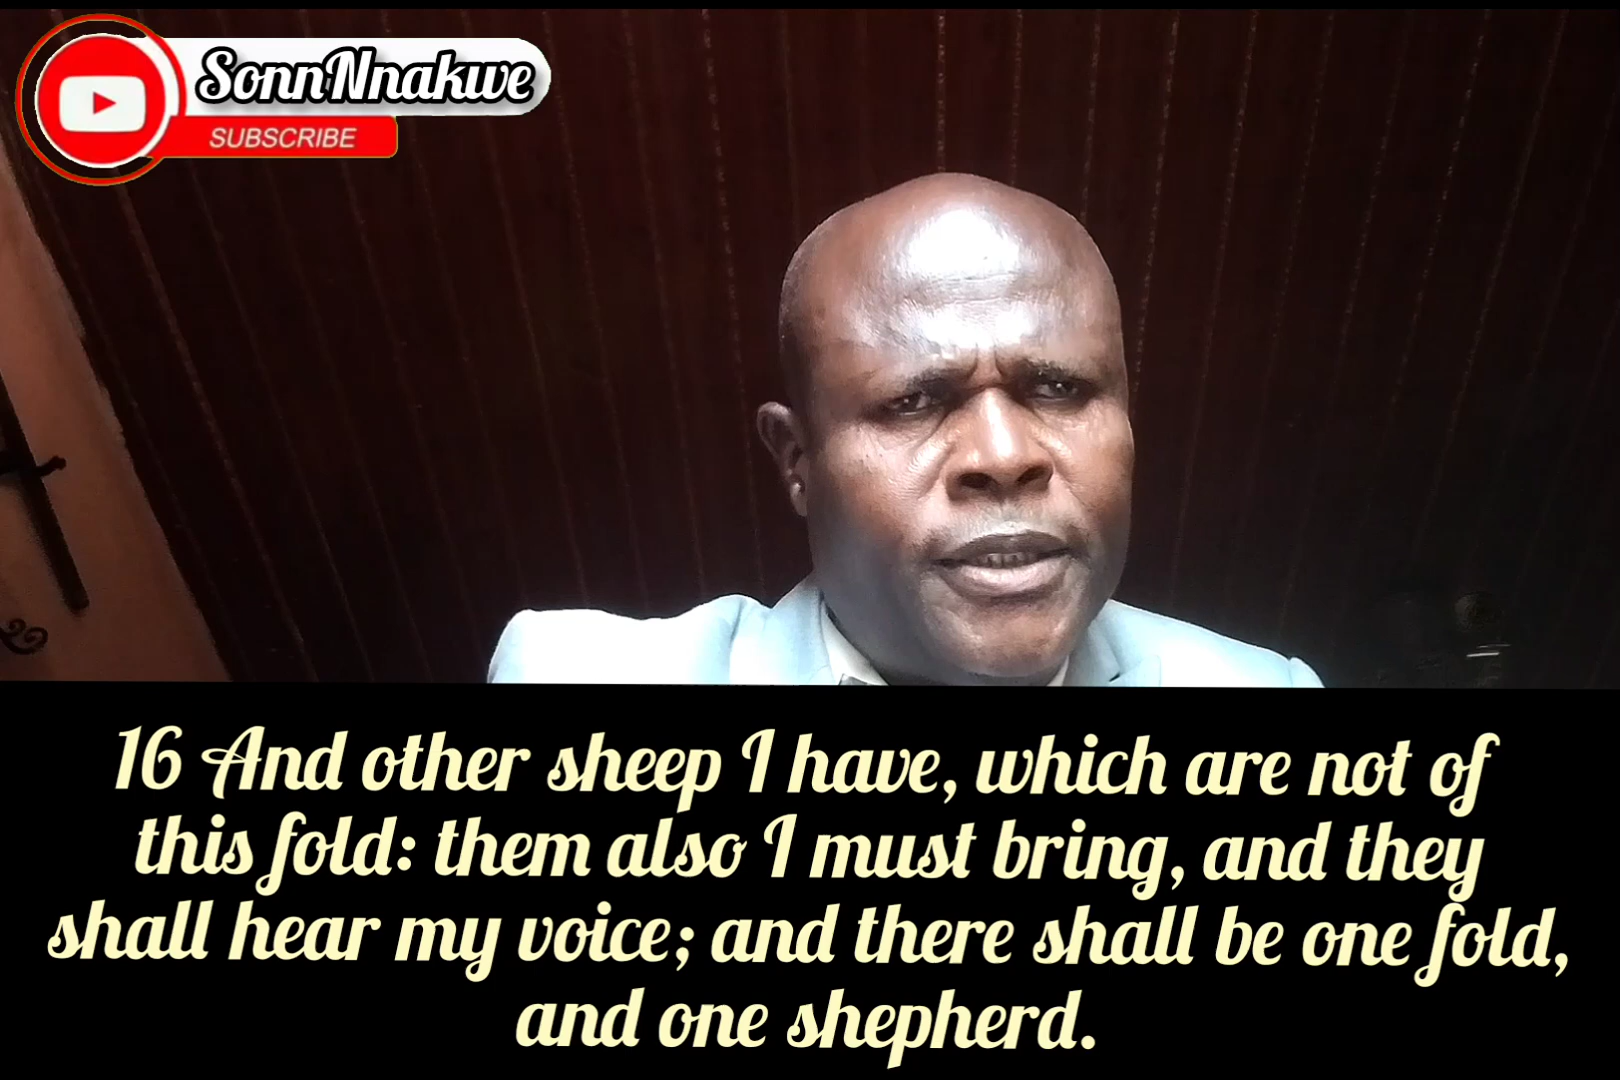 SonnNnakwe
SUBSCRIBE
16 And other sheep I have, which are not of
this fold: them also I must bring, and they
shall hear my voice; and there shall be one fold,
and one shepherd.